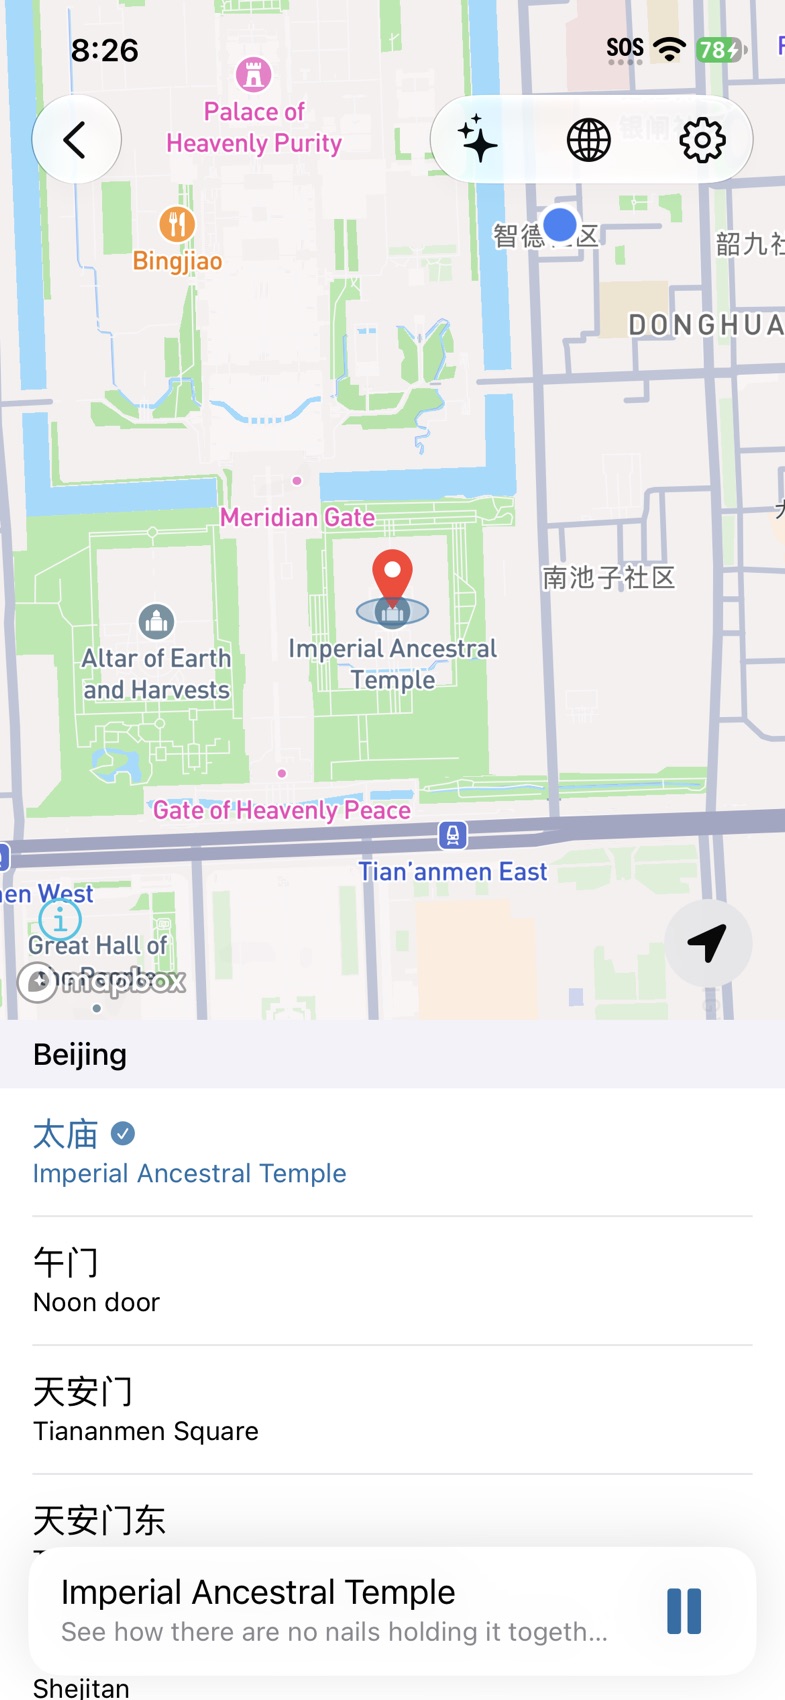 8:26
SOS
78
Palace of
Heavenly Purity
Bingjiao
韶九社
DONGHUA
Meridian Gate
南池子社区
Altar of Earth
and Harvests
Imperial Ancestral
Temple
Gate of Heavenly Peace
Tian'anmen East
en West
Great Hall of
mapbox
Beijing
太庙
Imperial Ancestral Temple
午门
Noon door
天安门
Tiananmen Square
天安门东
Imperial Ancestral Temple
See how there are no nails holding it togeth...
Shejitan